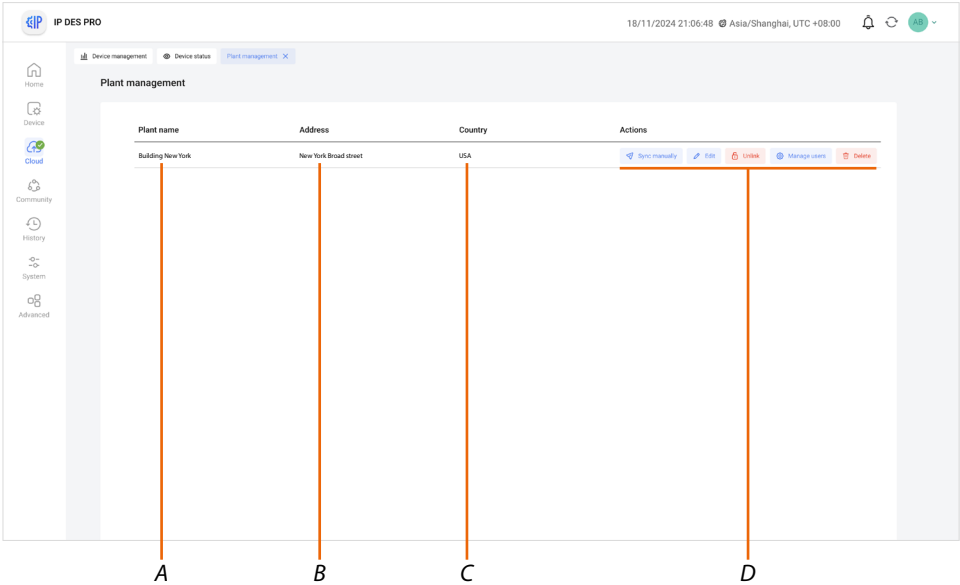 IP IP DES PRO 18/11/2024 21:06:48 Asia/Shanghai, UTC +08:00 AB
Device management Device status Plant management
Home
Plant management
Device
Cloud
Community
History
System
Advanced
Plant name Address Country Actions
Building New York New York Broad street USA Sync manually Edit Unlink Manage users Delete
A B C D